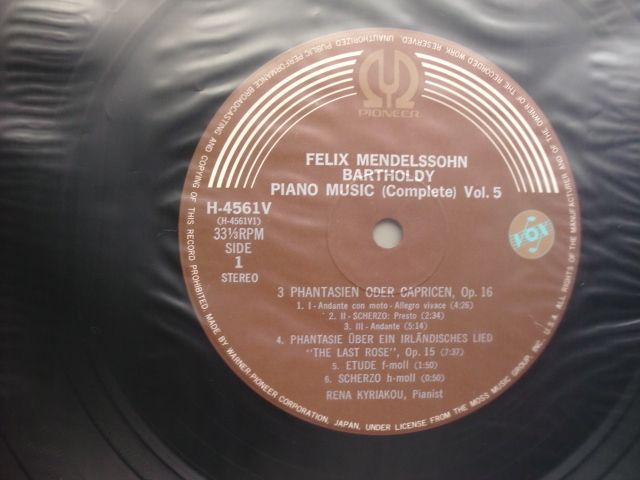 PIONEER
FELIX MENDELSSOHN
BARTHOLDY
PIANO MUSIC (Complete) Vol. 5
H-4561V
(H-4561V1)
33⅓RPM
SIDE
1
STEREO
VOX
3 PHANTASIEN ODER CAPRICEN, Op. 16
1. I - Andante con moto - Allegro vivace (4:26)
2. II - SCHERZO: Presto (2:34)
3. III - Andante (5:14)
4. PHANTASIE ÜBER EIN IRLÄNDISCHES LIED
"THE LAST ROSE", Op. 15 (7:37)
5. ETUDE f-moll (1:50)
6. SCHERZO h-moll (0:50)
RENA KYRIAKOU, Pianist
ALL RIGHTS OF THE MANUFACTURER AND OF THE OWNER OF THE RECORDED WORK RESERVED. UNAUTHORIZED PUBLIC PERFORMANCE BROADCASTING AND COPYING OF THIS RECORD PROHIBITED. MADE BY WARNER-PIONEER CORPORATION, JAPAN, UNDER LICENSE FROM THE MOSS MUSIC GROUP, INC. U.S.A.